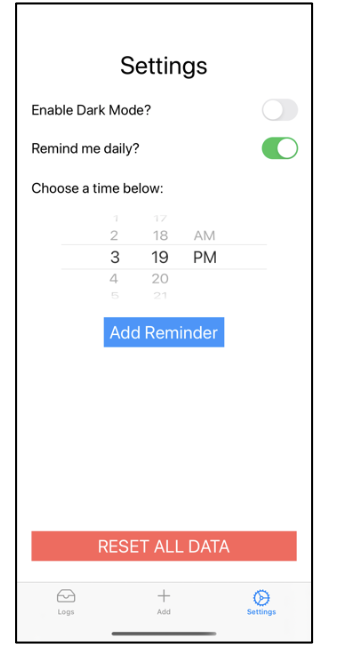 Settings
Enable Dark Mode?
Remind me daily?
Choose a time below:
1 17
2 18 AM
3 19 PM
4 20
5 21
Add Reminder
RESET ALL DATA
Logs Add Settings